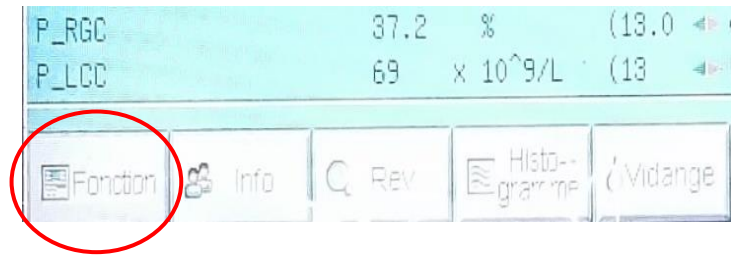 P_RGC 37.2 % (13.0
P_LCC 69 x 10^9/L (13
Fonction Info Rev Histo-gramme Vidange